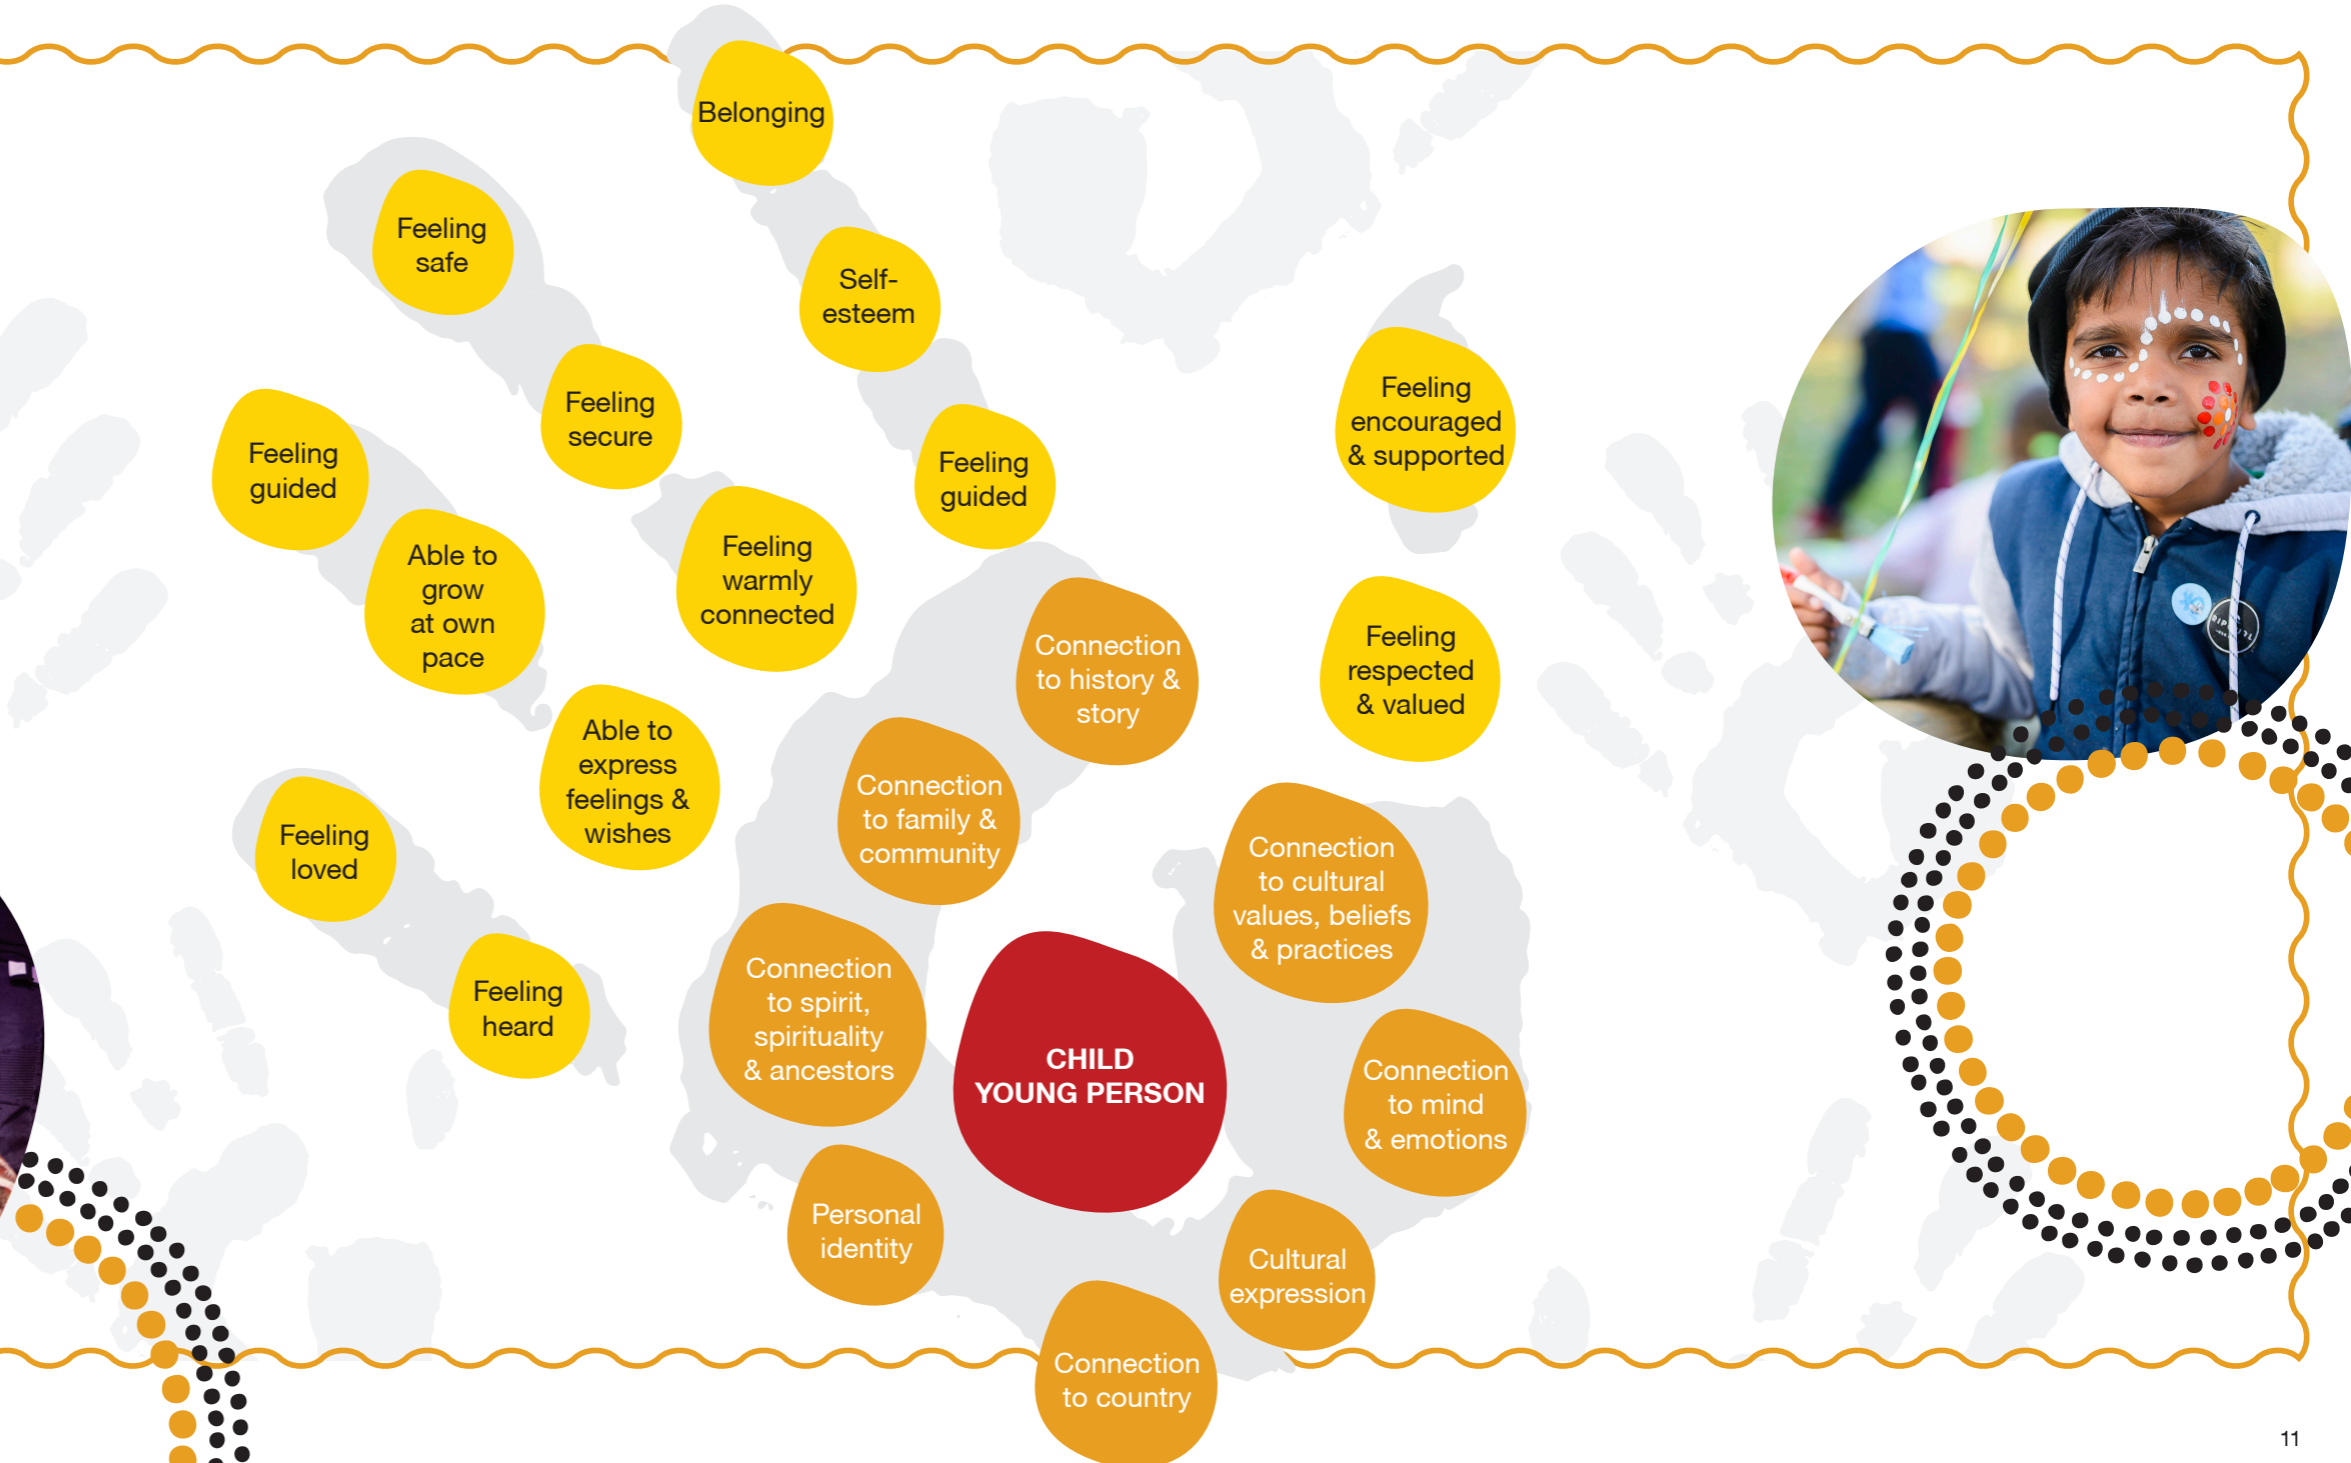 Belonging
Feeling
safe
Self-
esteem
Feeling
secure
Feeling
encouraged
& supported
Feeling
guided
Feeling
guided
Able to
grow
at own
pace
Feeling
warmly
connected
Connection
to history &
story
Feeling
respected
& valued
Able to
express
feelings &
wishes
Connection
to family &
community
Feeling
loved
Connection
to cultural
values, beliefs
& practices
Feeling
heard
Connection
to spirit,
spirituality
& ancestors
CHILD
YOUNG PERSON
Connection
to mind
& emotions
Personal
identity
Cultural
expression
Connection
to country
11